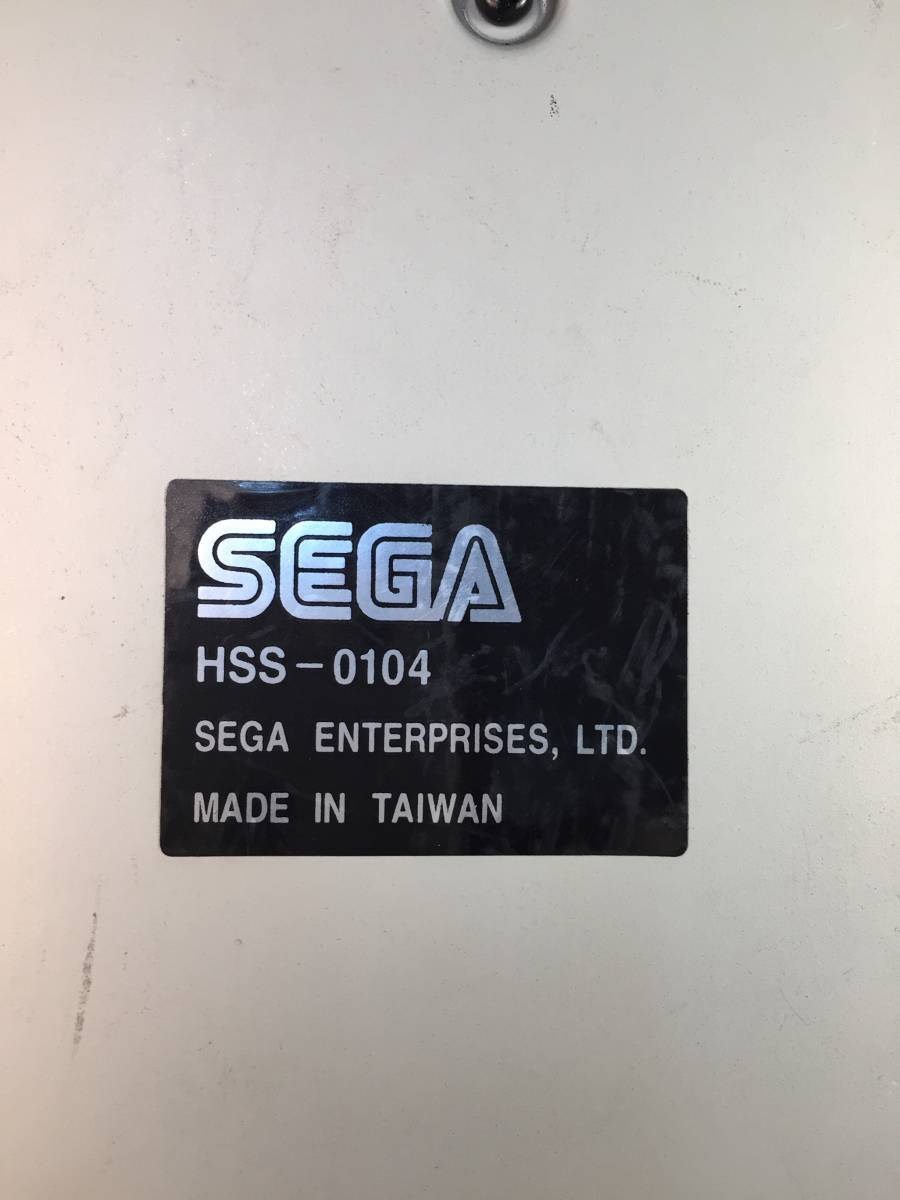 SEGA
HSS-0104
SEGA ENTERPRISES, LTD.
MADE IN TAIWAN